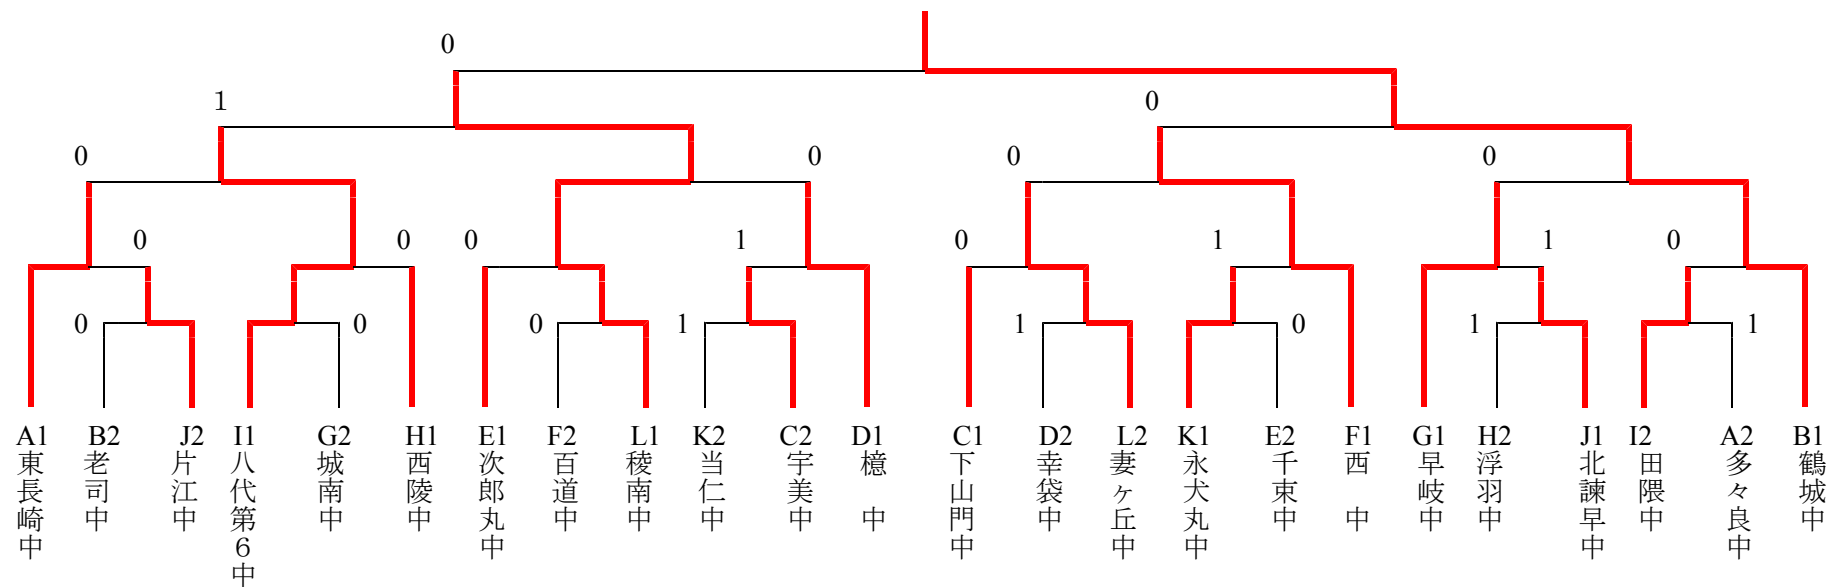 0
1 0
0 0 0 0
0 0 0 1 0 1 1 0
0 0 0 1 1 0 1 1
A1 東長崎中
B2 老司中
J2 片江中
I1 八代第６中
G2 城南中
H1 西陵中
E1 次郎丸中
F2 百道中
L1 稜南中
K2 当仁中
C2 宇美中
D1 檍 中
C1 下山門中
D2 幸袋中
L2 妻ヶ丘中
K1 永犬丸中
E2 千束中
F1 西 中
G1 早岐中
H2 浮羽中
J1 北諫早中
I2 田隈中
A2 多々良中
B1 鶴城中